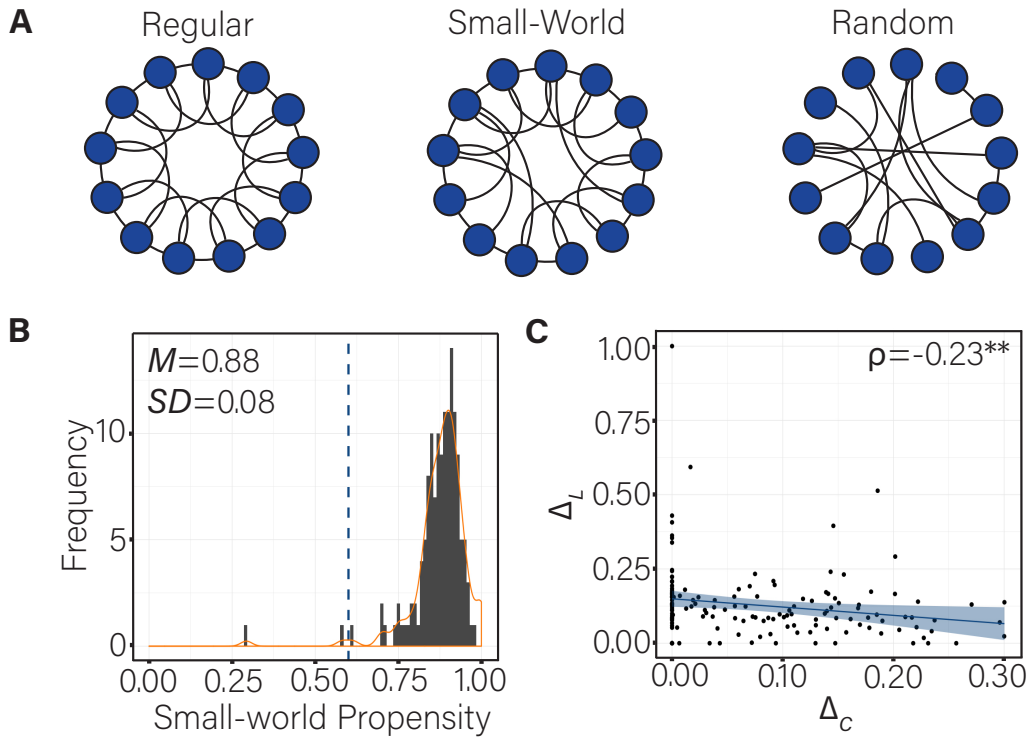 A
Regular
Small-World
Random
B
M=0.88
SD=0.08
Frequency
10
5
0
0.00
0.25
0.50
0.75
1.00
Small-world Propensity
C
ρ=-0.23**
Δ_L
1.00
0.75
0.50
0.25
0.00
0.00
0.10
0.20
0.30
Δ_C